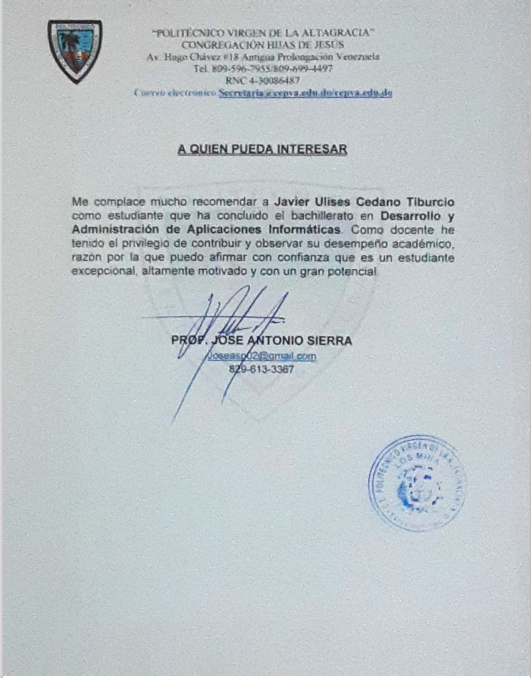 "POLITÉCNICO VIRGEN DE LA ALTAGRACIA"
CONGREGACIÓN HIJAS DE JESÚS
Av. Hugo Chávez #18 Antigua Prolongación Venezuela
Tel. 809-596-7955/809-699-4497
RNC 4-30086487
Correo electrónico Secretaria@cepva.edu.do/cepva.edu.do
A QUIEN PUEDA INTERESAR
Me complace mucho recomendar a Javier Ulises Cedano Tiburcio
como estudiante que ha concluido el bachillerato en Desarrollo y
Administración de Aplicaciones Informáticas. Como docente he
tenido el privilegio de contribuir y observar su desempeño académico,
razón por la que puedo afirmar con confianza que es un estudiante
excepcional, altamente motivado y con un gran potencial.
PROF. JOSE ANTONIO SIERRA
Joseasp02@gmail.com
829-613-3367
POLITÉCNICO VIRGEN DE LA ALTAGRACIA
LOS MINA